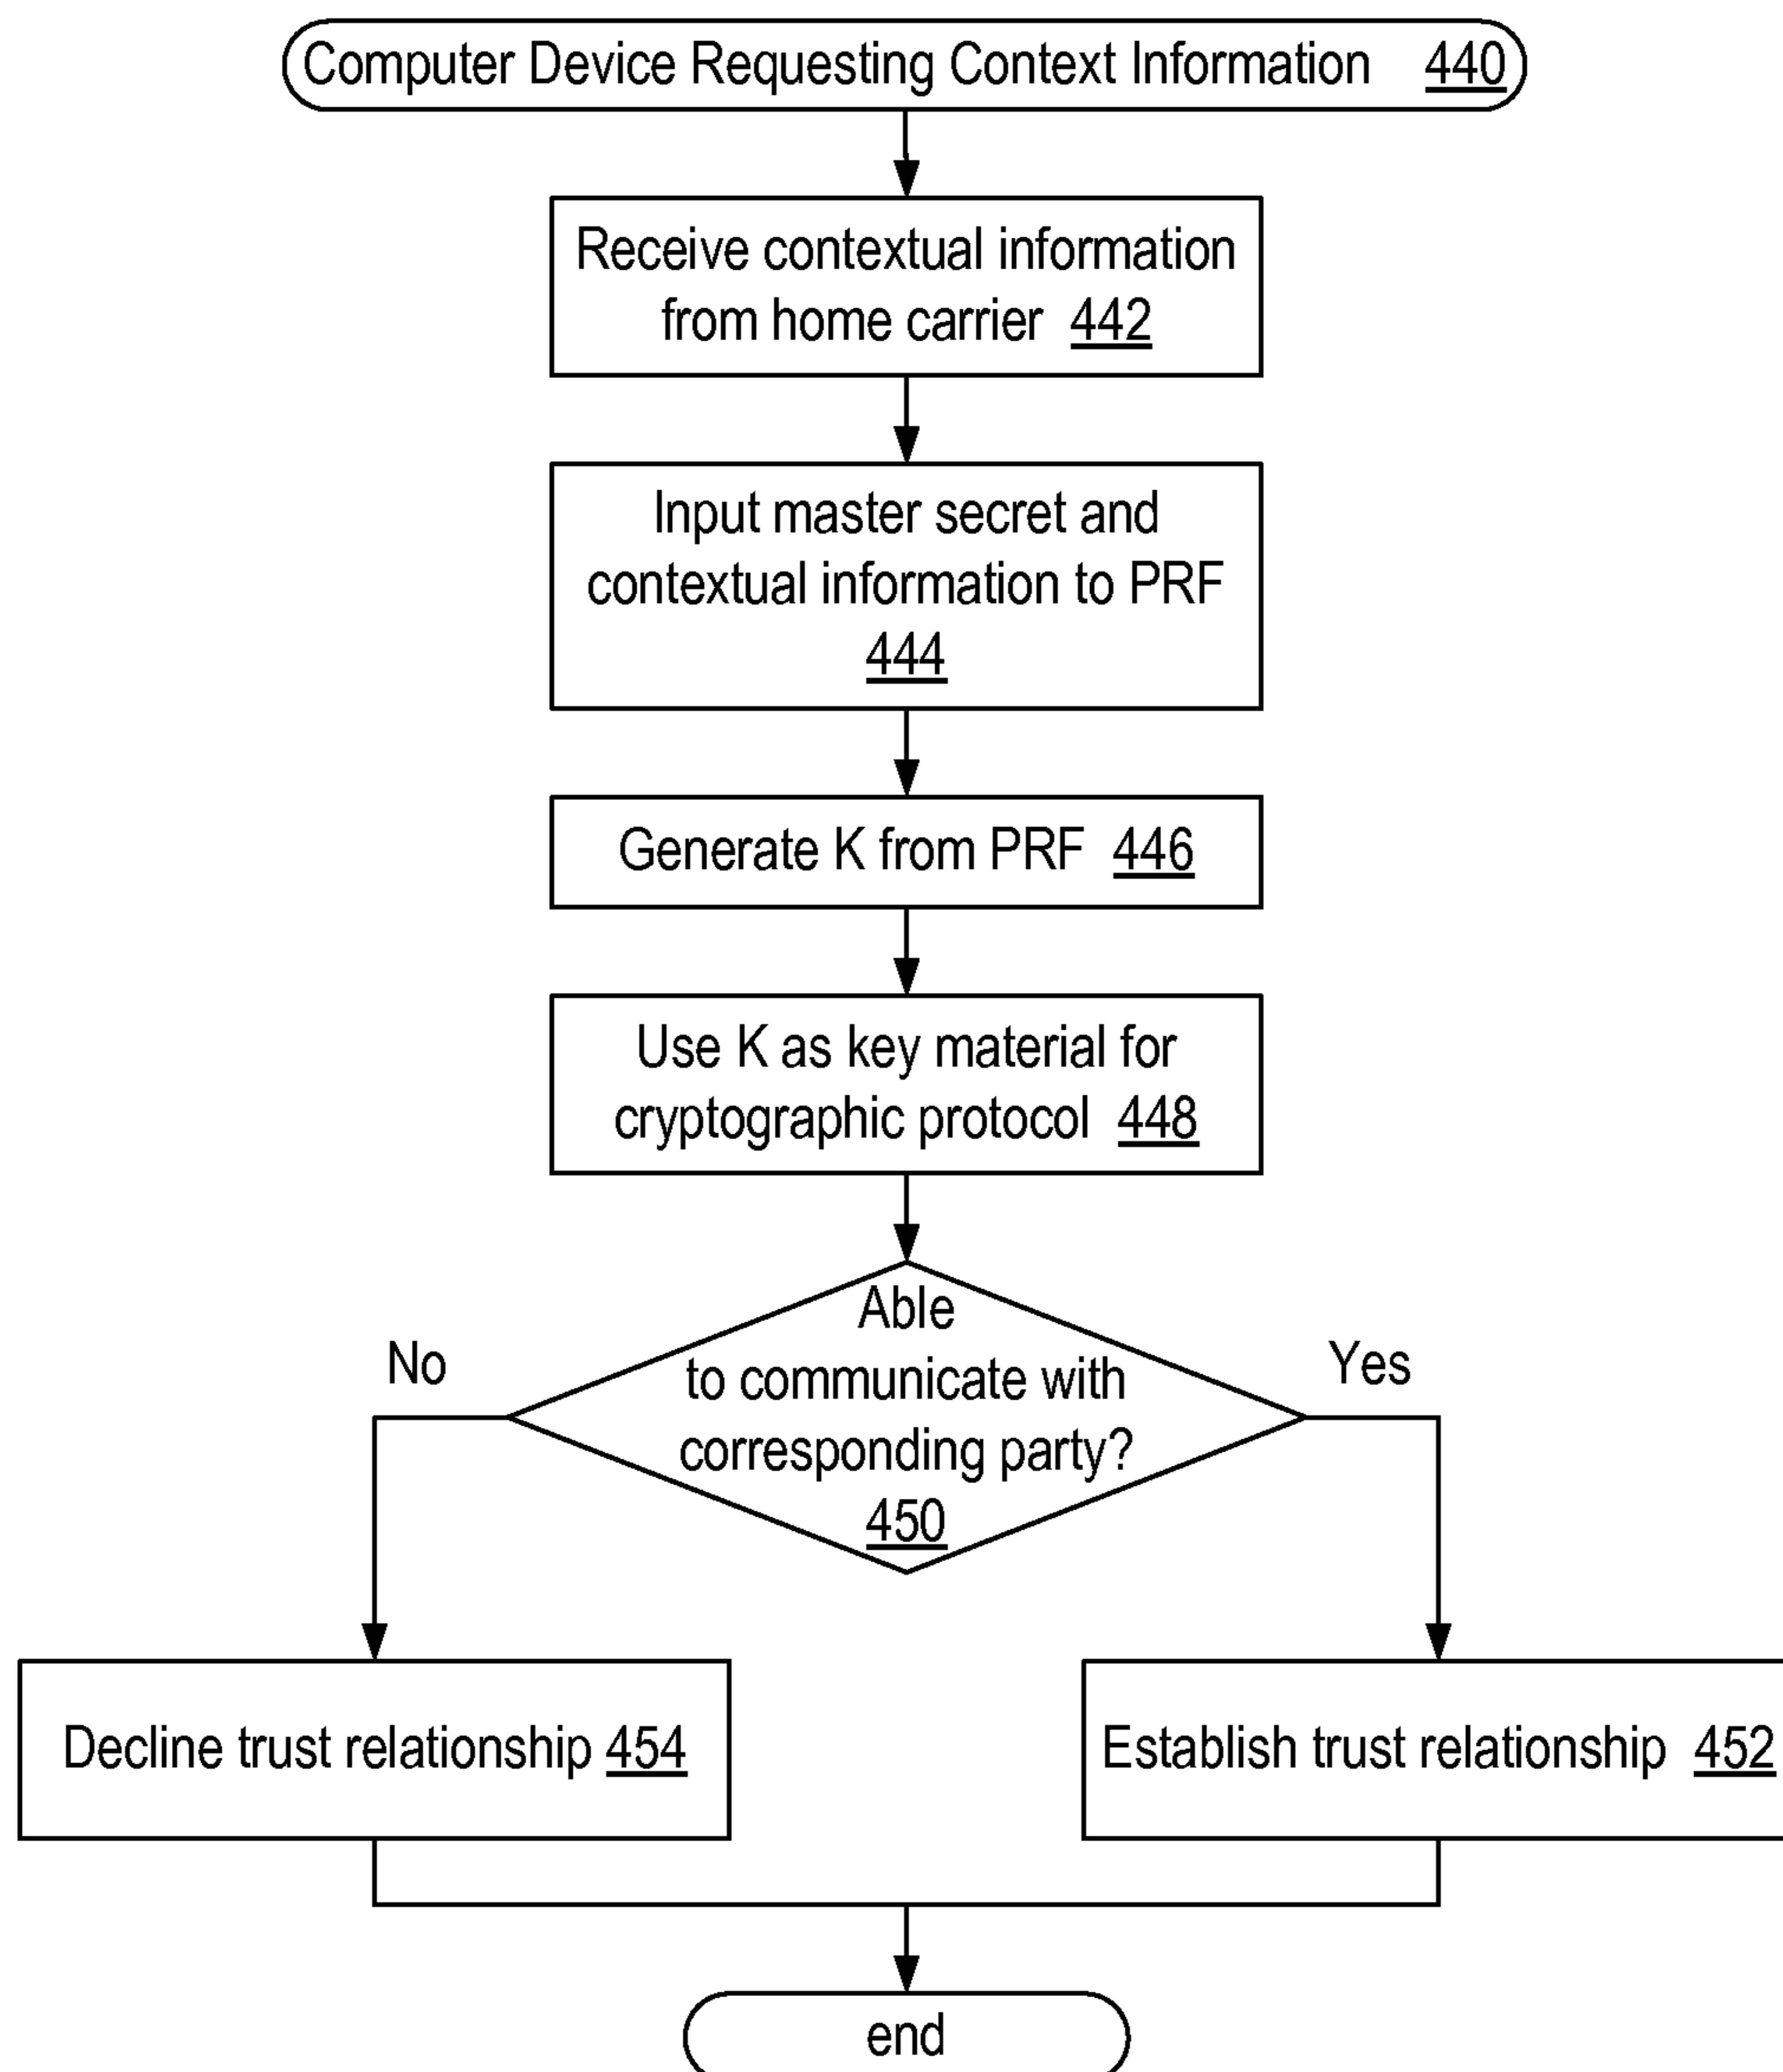 Computer Device Requesting Context Information 440
Receive contextual information
from home carrier 442
Input master secret and
contextual information to PRF
444
Generate K from PRF 446
Use K as key material for
cryptographic protocol 448
Able
to communicate with
corresponding party?
450
No
Yes
Decline trust relationship 454
Establish trust relationship 452
end